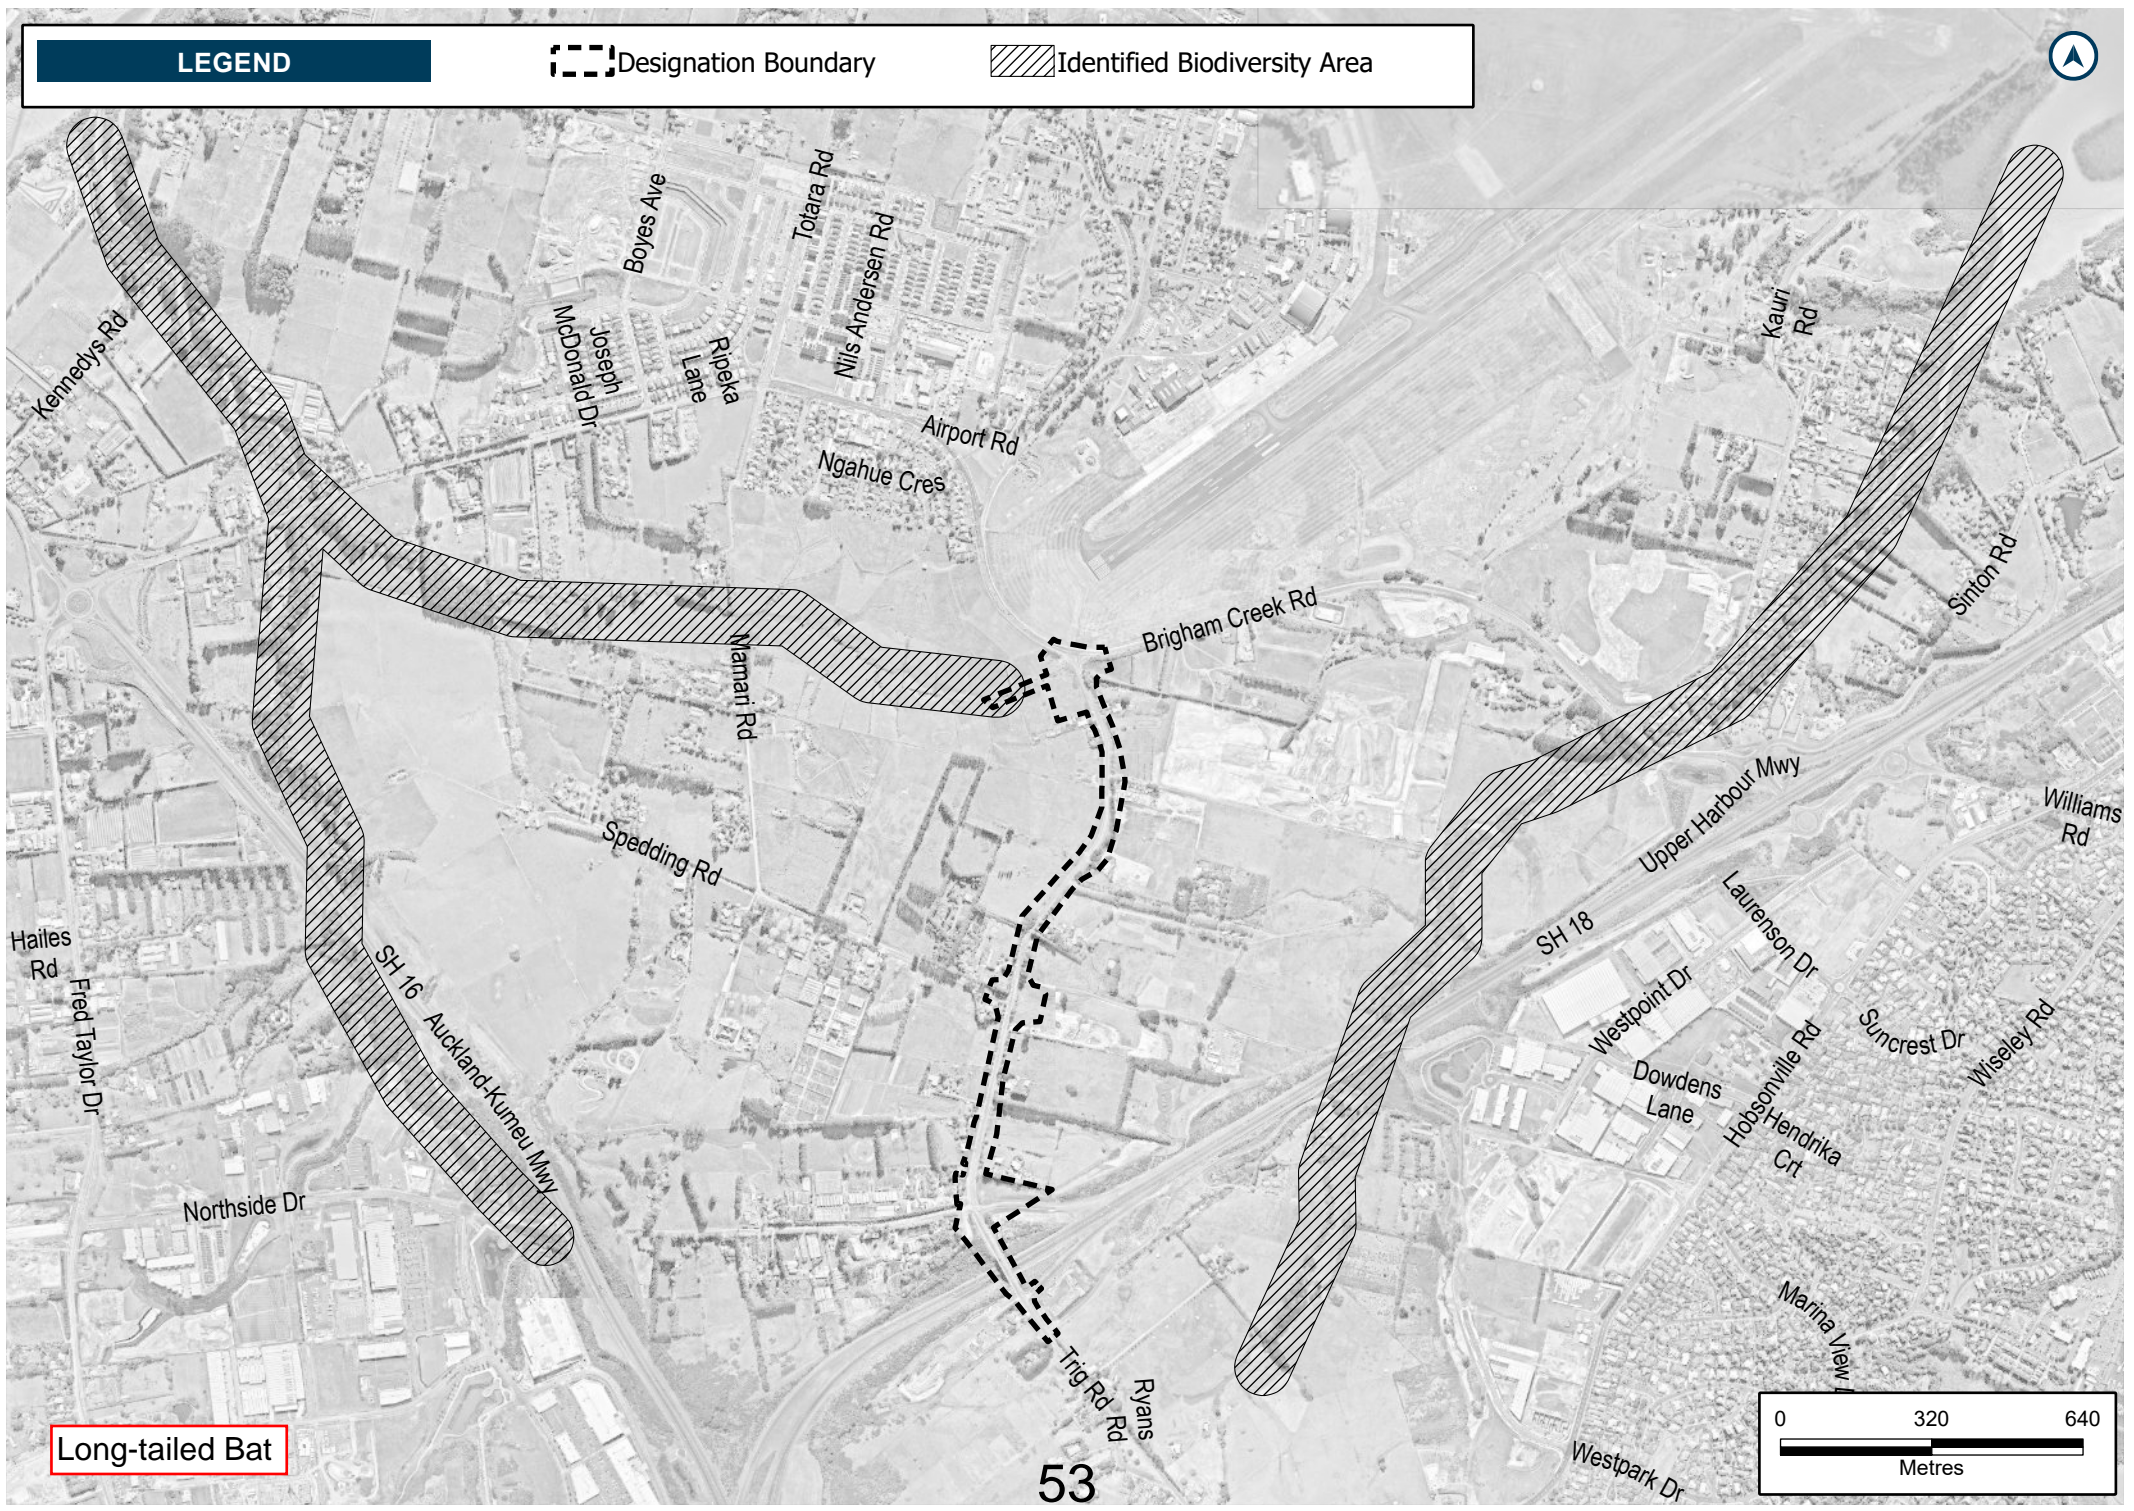 LEGEND
Designation Boundary
Identified Biodiversity Area
Boyes Ave
Totara Rd
Nils Andersen Rd
Kennedys Rd
Joseph
McDonald Dr
Ripeka
Lane
Kauri
Rd
Airport Rd
Ngahue Cres
Sinton Rd
Brigham Creek Rd
Mamari Rd
Upper Harbour Mwy
Williams
Rd
Spedding Rd
Hailes
Rd
Fred Taylor Dr
SH 16
Auckland-Kumeu Mwy
SH 18
Laurenson Dr
Westpoint Dr
Suncrest Dr
Wiseley Rd
Dowdens
Lane
Hobsonville Rd
Hendrika
Crt
Northside Dr
Marina View
Trig Rd
Ryans
Rd
Westpark Dr
0 320 640
Metres
Long-tailed Bat
53